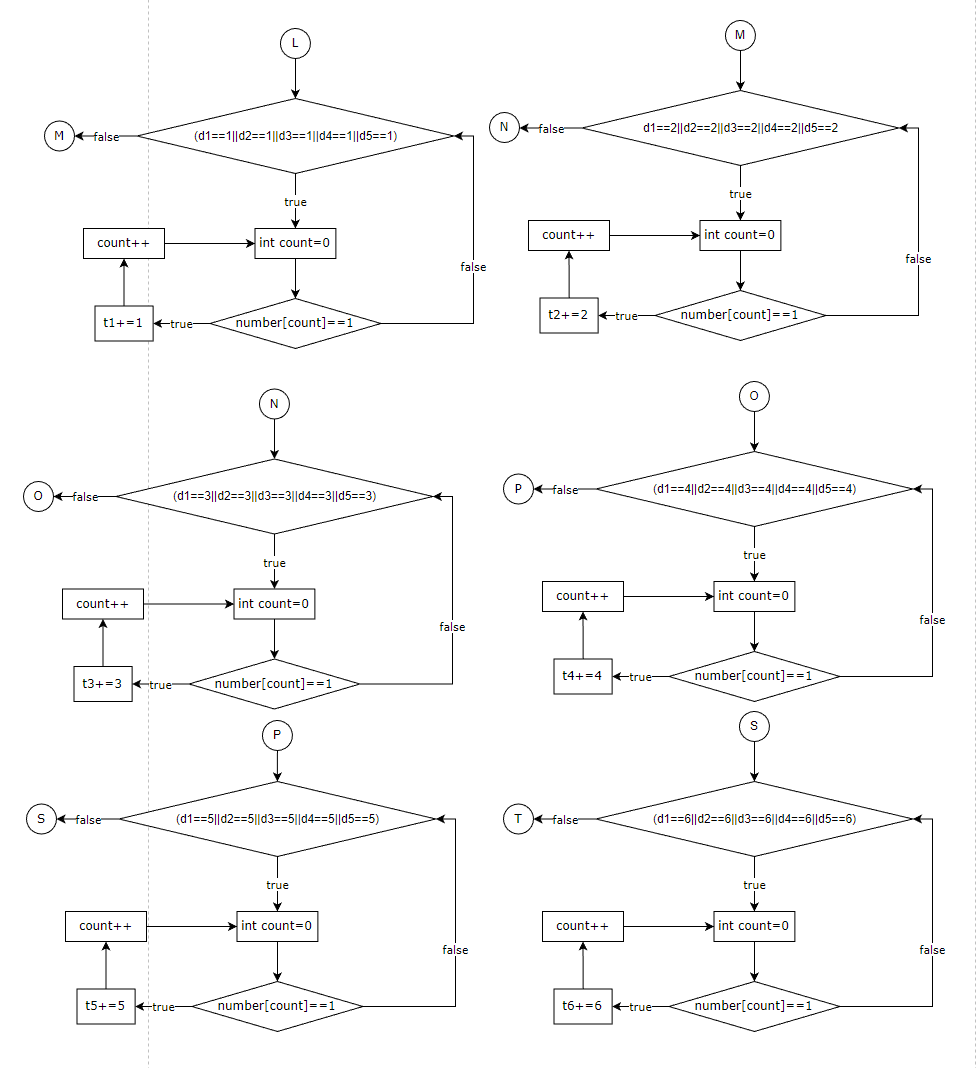 L
(d1==1||d2==1||d3==1||d4==1||d5==1)
M
false
true
count++
int count=0
false
t1+=1
true
number[count]==1
M
d1==2||d2==2||d3==2||d4==2||d5==2
N
false
true
count++
int count=0
false
t2+=2
true
number[count]==1
N
(d1==3||d2==3||d3==3||d4==3||d5==3)
O
false
true
count++
int count=0
false
t3+=3
true
number[count]==1
O
(d1==4||d2==4||d3==4||d4==4||d5==4)
P
false
true
count++
int count=0
false
t4+=4
true
number[count]==1
P
(d1==5||d2==5||d3==5||d4==5||d5==5)
S
false
true
count++
int count=0
false
t5+=5
true
number[count]==1
S
(d1==6||d2==6||d3==6||d4==6||d5==6)
T
false
true
count++
int count=0
false
t6+=6
true
number[count]==1